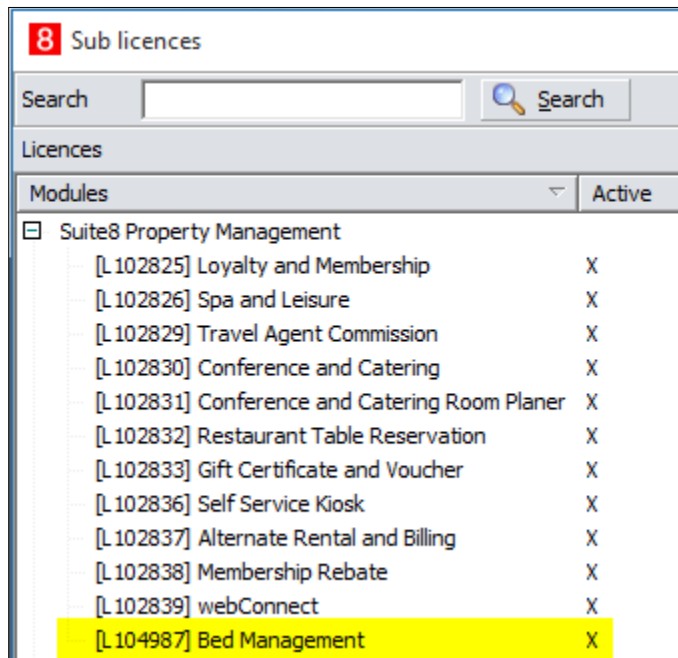 8 Sub licences
Search Search
Licences
Modules Active
Suite8 Property Management
[L102825] Loyalty and Membership X
[L102826] Spa and Leisure X
[L102829] Travel Agent Commission X
[L102830] Conference and Catering X
[L102831] Conference and Catering Room Planer X
[L102832] Restaurant Table Reservation X
[L102833] Gift Certificate and Voucher X
[L102836] Self Service Kiosk X
[L102837] Alternate Rental and Billing X
[L102838] Membership Rebate X
[L102839] webConnect X
[L104987] Bed Management X